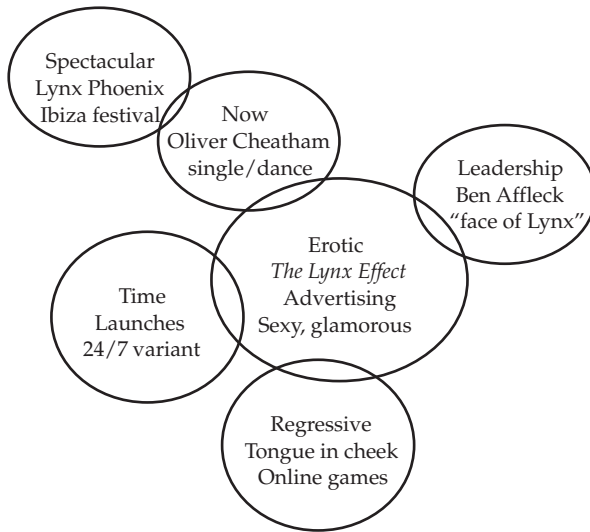 Spectacular
Lynx Phoenix
Ibiza festival
Now
Oliver Cheatham
single/dance
Leadership
Ben Affleck
“face of Lynx”
Erotic
The Lynx Effect
Advertising
Sexy, glamorous
Time
Launches
24/7 variant
Regressive
Tongue in cheek
Online games